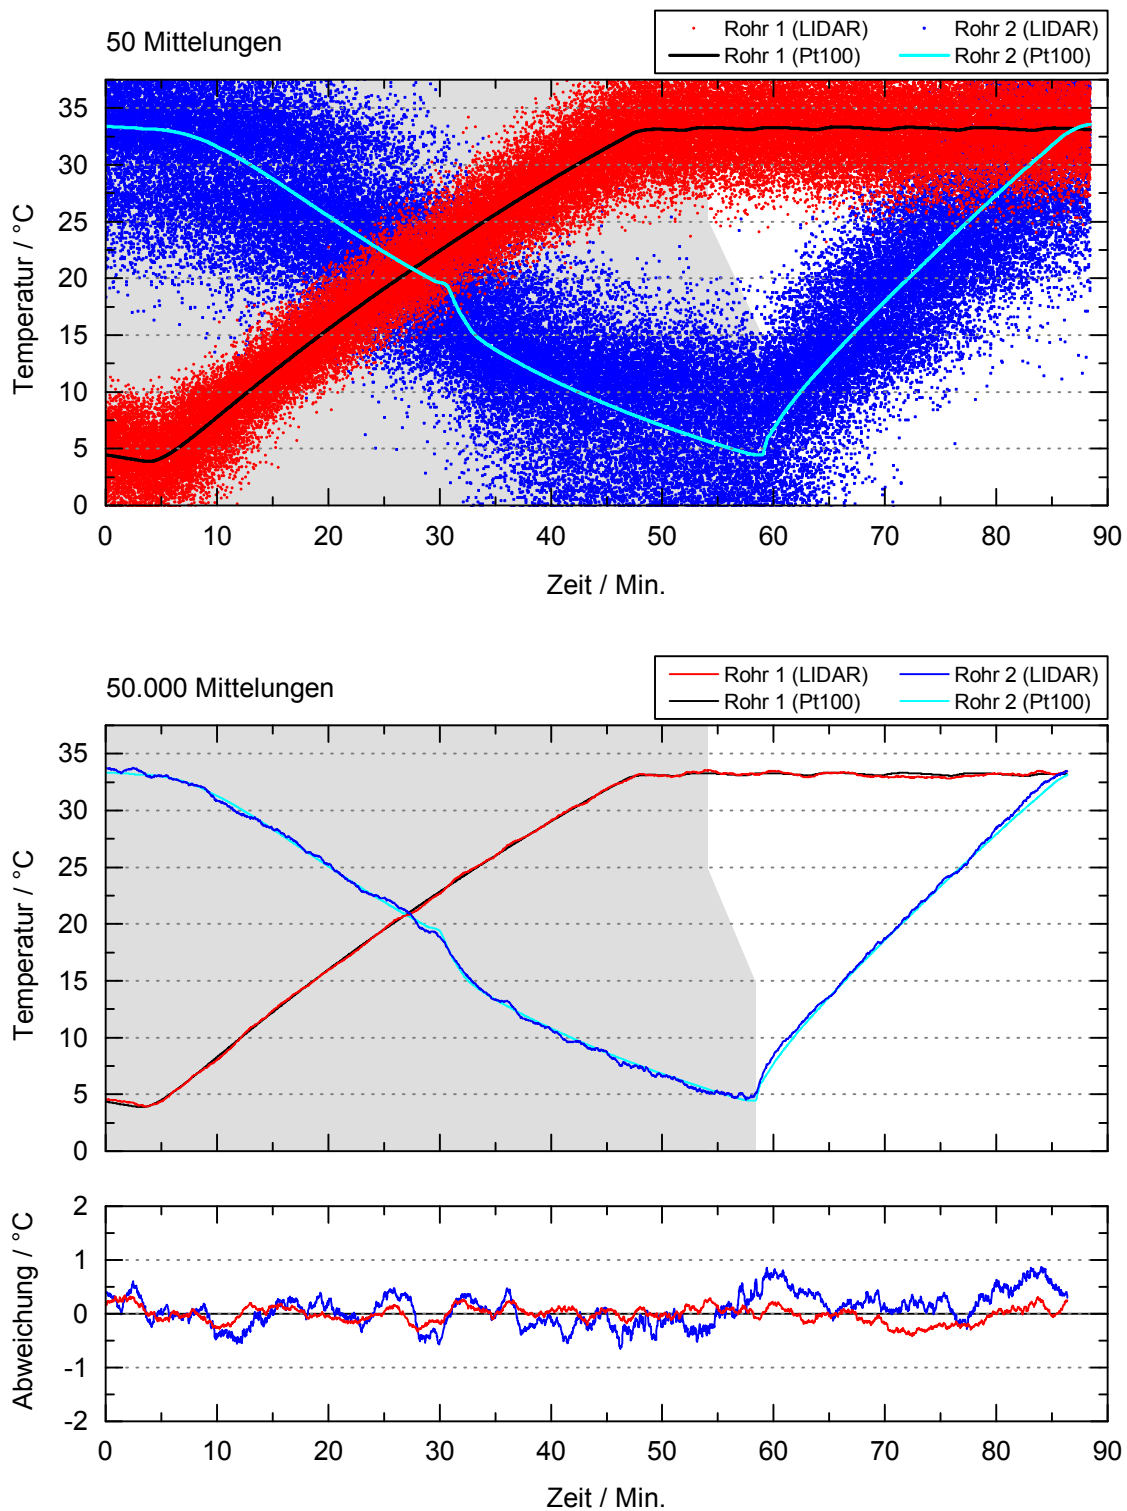 50 Mittelungen
Rohr 1 (LIDAR) Rohr 2 (LIDAR)
Rohr 1 (Pt100) Rohr 2 (Pt100)
35
30
25
20
15
10
5
0
Temperatur / °C
0 10 20 30 40 50 60 70 80 90
Zeit / Min.
50.000 Mittelungen
Rohr 1 (LIDAR) Rohr 2 (LIDAR)
Rohr 1 (Pt100) Rohr 2 (Pt100)
35
30
25
20
15
10
5
0
Temperatur / °C
2
1
0
-1
-2
Abweichung / °C
0 10 20 30 40 50 60 70 80 90
Zeit / Min.